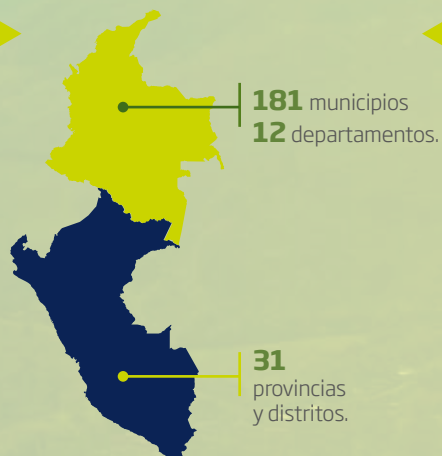 181 municipios
12 departamentos.
31
provincias
y distritos.